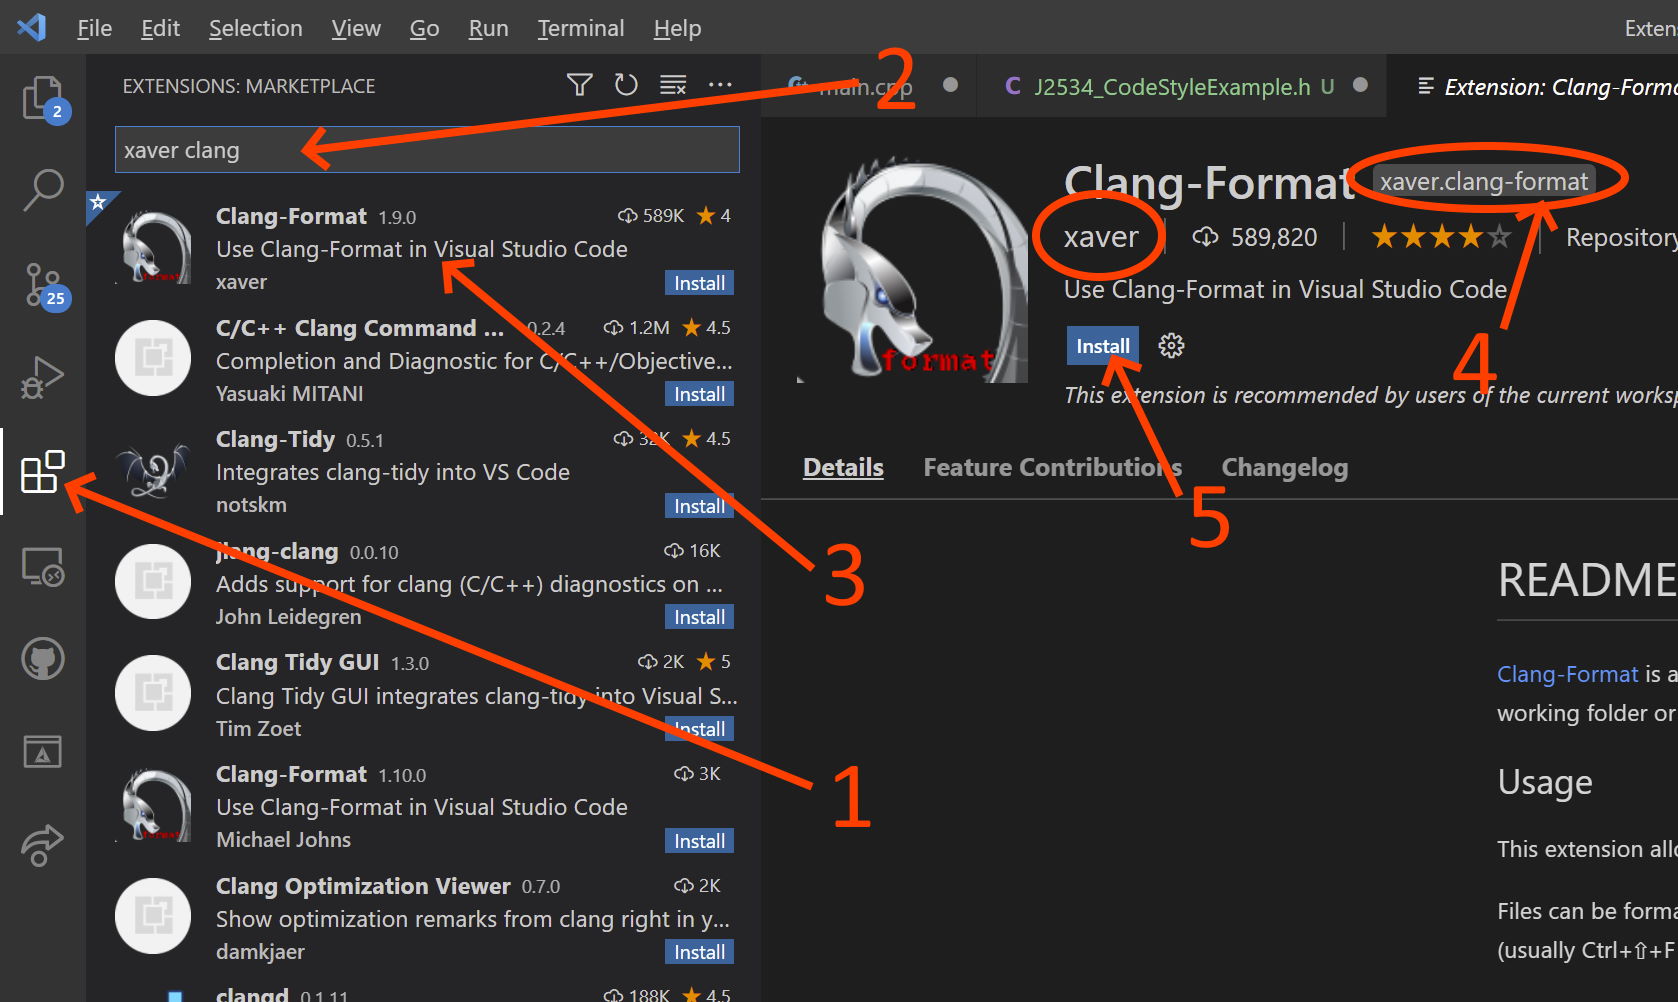 File Edit Selection View Go Run Terminal Help
Exten
2
EXTENSIONS: MARKETPLACE
main.cpp
C J2534_CodeStyleExample.h U
Extension: Clang-Forma
2
xaver clang
Clang-Format 1.9.0 589K 4
Use Clang-Format in Visual Studio Code
xaver Install
25
C/C++ Clang Command ... 0.2.4 1.2M 4.5
Completion and Diagnostic for C/C++/Objective...
Yasuaki MITANI Install
Clang-Tidy 0.5.1 32K 4.5
Integrates clang-tidy into VS Code
notskm Install
jlang-clang 0.0.10 16K
Adds support for clang (C/C++) diagnostics on ...
John Leidegren Install
Clang Tidy GUI 1.3.0 2K 5
Clang Tidy GUI integrates clang-tidy into Visual S...
Tim Zoet Install
Clang-Format 1.10.0 3K
Use Clang-Format in Visual Studio Code
Michael Johns Install
Clang Optimization Viewer 0.7.0 2K
Show optimization remarks from clang right in y...
damkjaer Install
clangd 0.1.11 188K 4.5
format
Clang-Format xaver.clang-format
xaver 589,820 Repository
Use Clang-Format in Visual Studio Code
Install
4
This extension is recommended by users of the current worksp
Details Feature Contributions Changelog
5
3
1
README
Clang-Format is a
working folder or
Usage
This extension allo
Files can be forma
(usually Ctrl+⇧+F